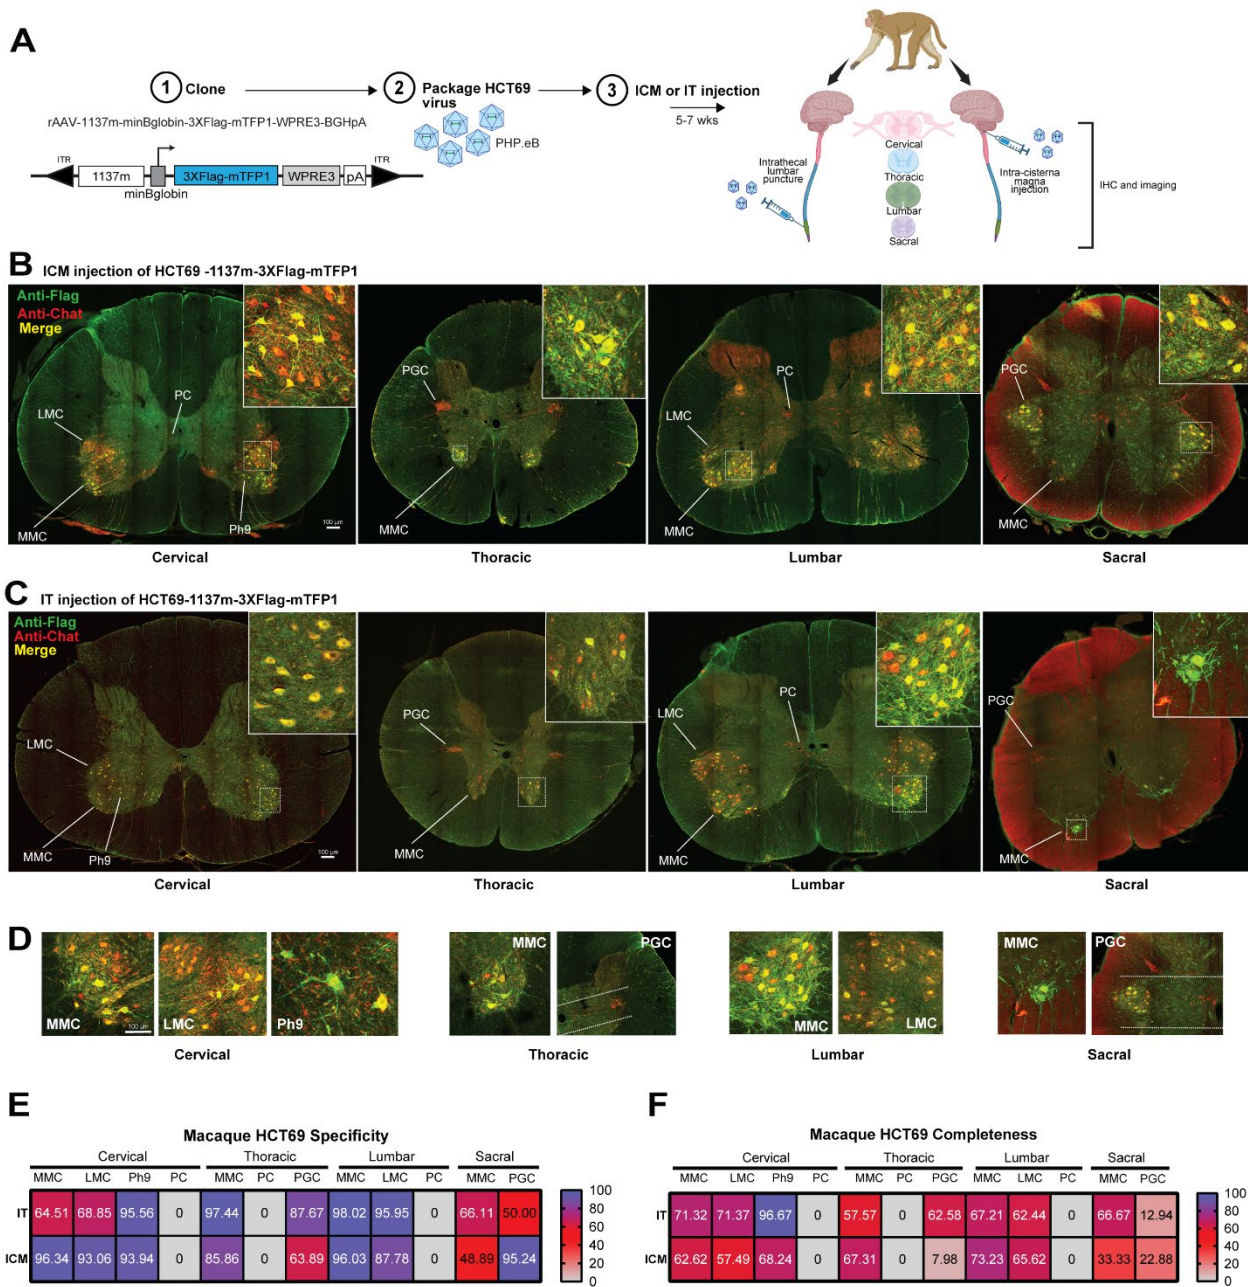 A
1 Clone
2 Package HCT69 virus
3 ICM or IT injection
5-7 wks
rAAV-1137m-minBglobin-3XFlag-mTFP1-WPRE3-BGHpA
PHP.eB
ITR
1137m
minBglobin
3XFlag-mTFP1
WPRE3
pA
ITR
Intrathecal lumbar puncture
Cervical
Thoracic
Lumbar
Sacral
Intra-cisterna magna injection
IHC and imaging
B ICM injection of HCT69 -1137m-3XFlag-mTFP1
Anti-Flag
Anti-Chat
Merge
LMC
PC
MMC
Ph9
100 µm
Cervical
PGC
MMC
Thoracic
PC
LMC
MMC
Lumbar
PGC
MMC
Sacral
C IT injection of HCT69-1137m-3XFlag-mTFP1
Anti-Flag
Anti-Chat
Merge
LMC
MMC
Ph9
100 µm
Cervical
PGC
MMC
Thoracic
PC
LMC
MMC
Lumbar
PGC
MMC
Sacral
D
MMC
100 µm
LMC
Ph9
Cervical
MMC
PGC
Thoracic
MMC
LMC
Lumbar
MMC
PGC
Sacral
E
Macaque HCT69 Specificity
Cervical Thoracic Lumbar Sacral
MMC LMC Ph9 PC MMC PC PGC MMC LMC PC MMC PGC
IT 64.51 68.85 95.56 0 97.44 0 87.67 98.02 95.95 0 66.11 50.00
ICM 96.34 93.06 93.94 0 85.86 0 63.89 96.03 87.78 0 48.89 95.24
100
80
60
40
20
0
F
Macaque HCT69 Completeness
Cervical Thoracic Lumbar Sacral
MMC LMC Ph9 PC MMC PC PGC MMC LMC PC MMC PGC
IT 71.32 71.37 96.67 0 57.57 0 62.58 67.21 62.44 0 66.67 12.94
ICM 62.62 57.49 68.24 0 67.31 0 7.98 73.23 65.62 0 33.33 22.88
100
80
60
40
20
0